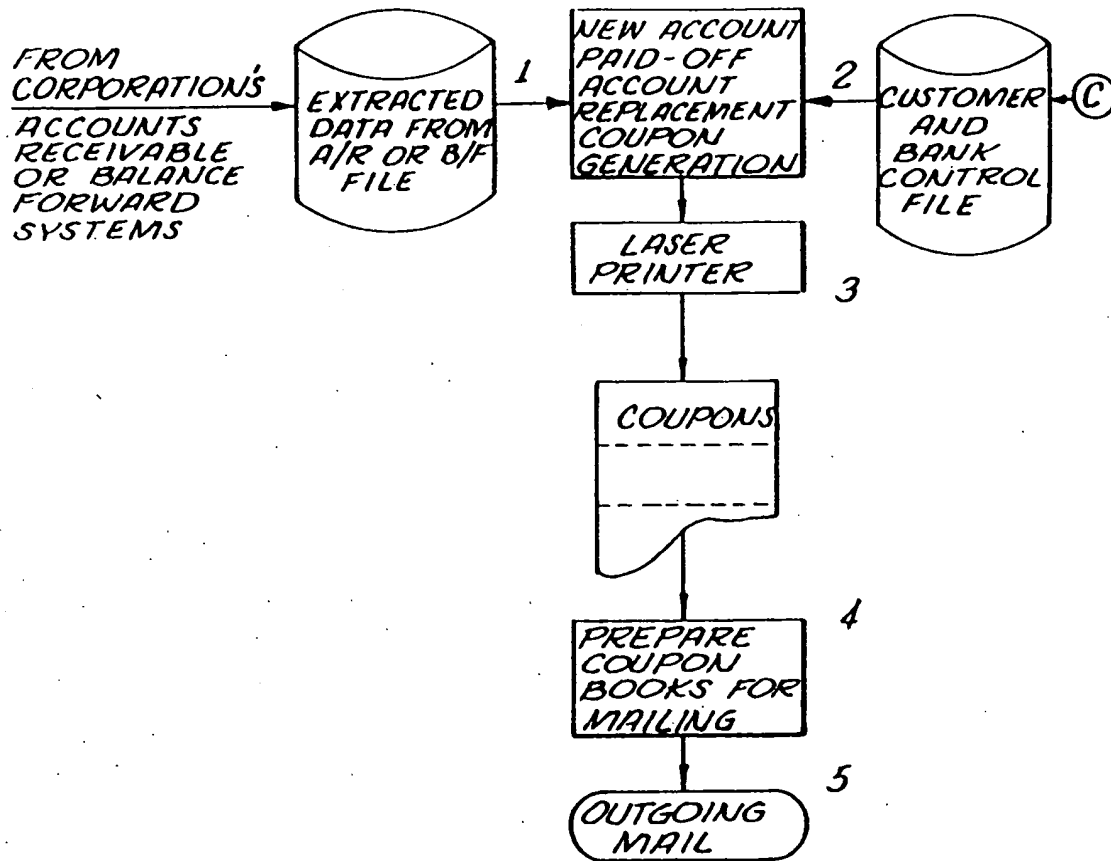 FROM
CORPORATION'S
ACCOUNTS
RECEIVABLE
OR BALANCE
FORWARD
SYSTEMS
EXTRACTED
DATA FROM
A/R OR B/F
FILE
1
NEW ACCOUNT
PAID-OFF
ACCOUNT
REPLACEMENT
COUPON
GENERATION
2
CUSTOMER
AND
BANK
CONTROL
FILE
C
LASER
PRINTER
3
COUPONS
4
PREPARE
COUPON
BOOKS FOR
MAILING
5
OUTGOING
MAIL